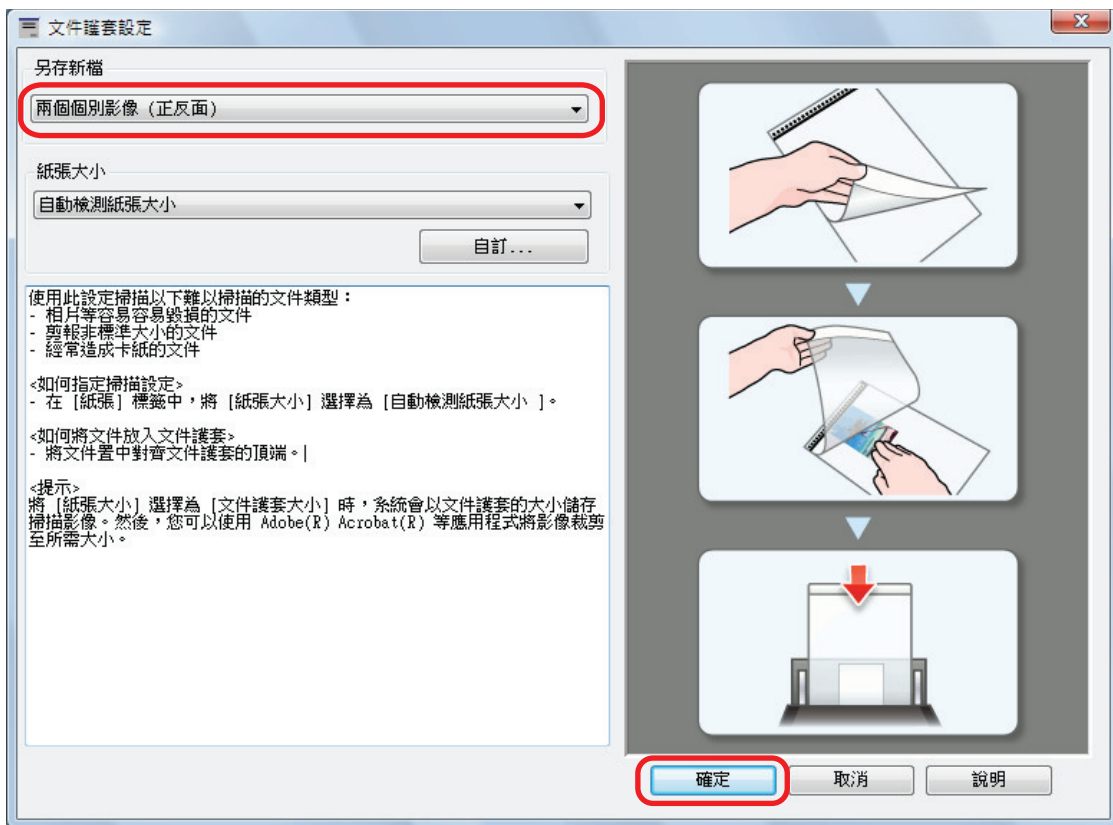 文件護套設定
另存新檔
兩個個別影像 (正反面)
紙張大小
自動檢測紙張大小
自訂...
使用此設定掃描以下難以掃描的文件類型：
- 相片等容易容易毀損的文件
- 剪報非標準大小的文件
- 經常造成卡紙的文件
<如何指定掃描設定>
- 在 [紙張] 標籤中，將 [紙張大小] 選擇為 [自動檢測紙張大小 ]。
<如何將文件放入文件護套>
- 將文件置中對齊文件護套的頂端。
<提示>
將 [紙張大小] 選擇為 [文件護套大小] 時，系統會以文件護套的大小儲存
掃描影像。然後，您可以使用 Adobe(R) Acrobat(R) 等應用程式將影像裁剪
至所需大小。
確定
取消
說明